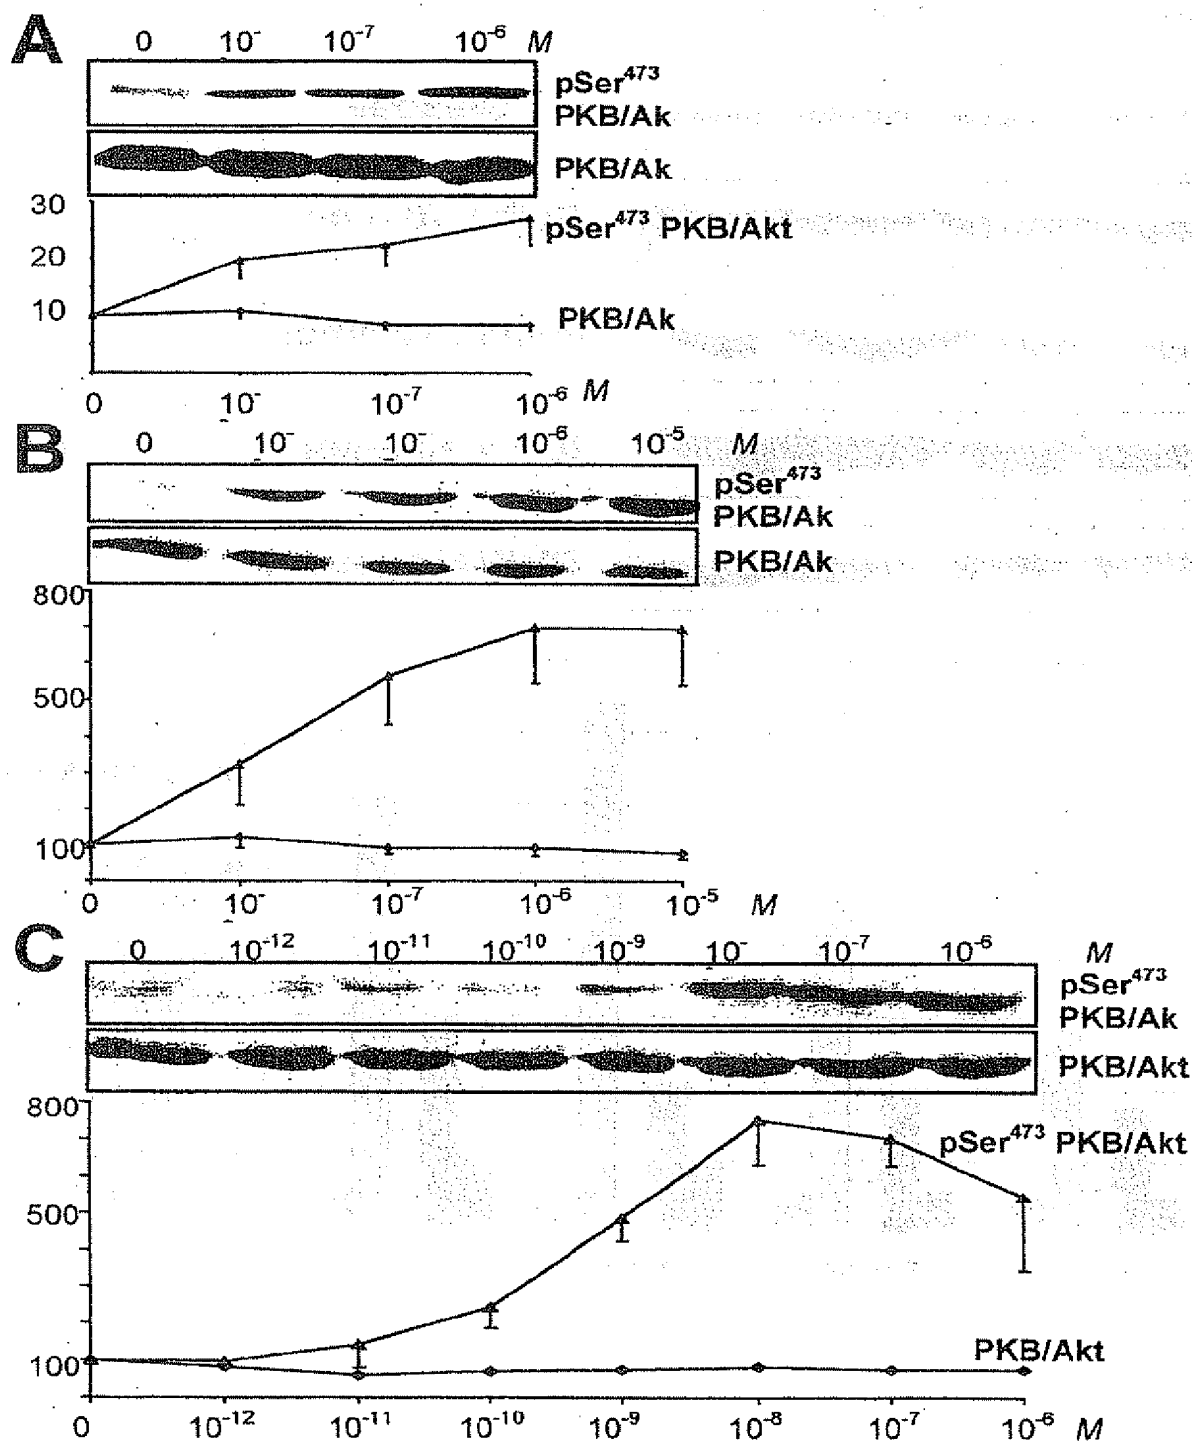 A
0 10⁻ 10⁻⁷ 10⁻⁶ M
pSer⁴⁷³
PKB/Ak
PKB/Ak
30
pSer⁴⁷³ PKB/Akt
20
10
PKB/Ak
0 10⁻ 10⁻⁷ 10⁻⁶ M
B
0 10⁻ 10⁻ 10⁻⁶ 10⁻⁵ M
pSer⁴⁷³
PKB/Ak
PKB/Ak
800
500
100
0 10⁻ 10⁻⁷ 10⁻⁶ 10⁻⁵ M
C
0 10⁻¹² 10⁻¹¹ 10⁻¹⁰ 10⁻⁹ 10⁻ 10⁻⁷ 10⁻⁶ M
pSer⁴⁷³
PKB/Ak
PKB/Akt
800
pSer⁴⁷³ PKB/Akt
500
PKB/Akt
100
0 10⁻¹² 10⁻¹¹ 10⁻¹⁰ 10⁻⁹ 10⁻⁸ 10⁻⁷ 10⁻⁶ M